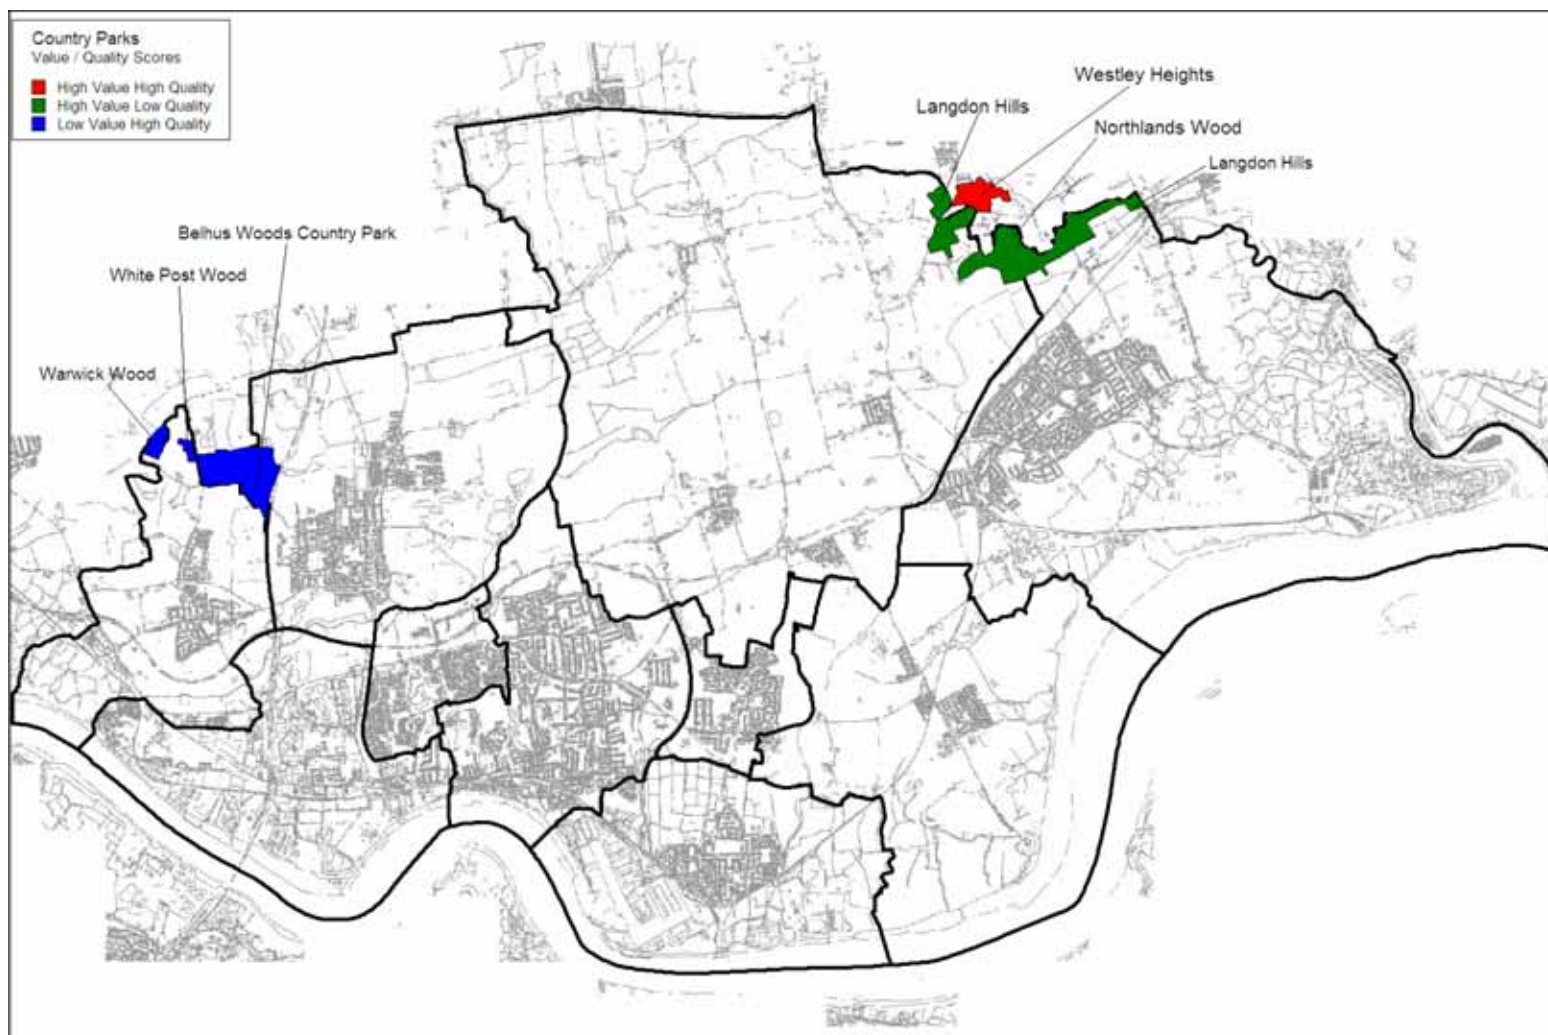 Country Parks
Value / Quality Scores
High Value High Quality
High Value Low Quality
Low Value High Quality
Westley Heights
Langdon Hills
Northlands Wood
Langdon Hills
Belhus Woods Country Park
White Post Wood
Warwick Wood